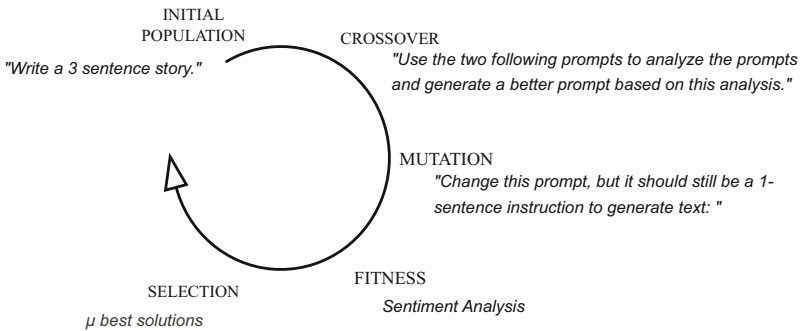 INITIAL
POPULATION
"Write a 3 sentence story."
CROSSOVER
"Use the two following prompts to analyze the prompts
and generate a better prompt based on this analysis."
MUTATION
"Change this prompt, but it should still be a 1-
sentence instruction to generate text: "
FITNESS
Sentiment Analysis
SELECTION
μ best solutions